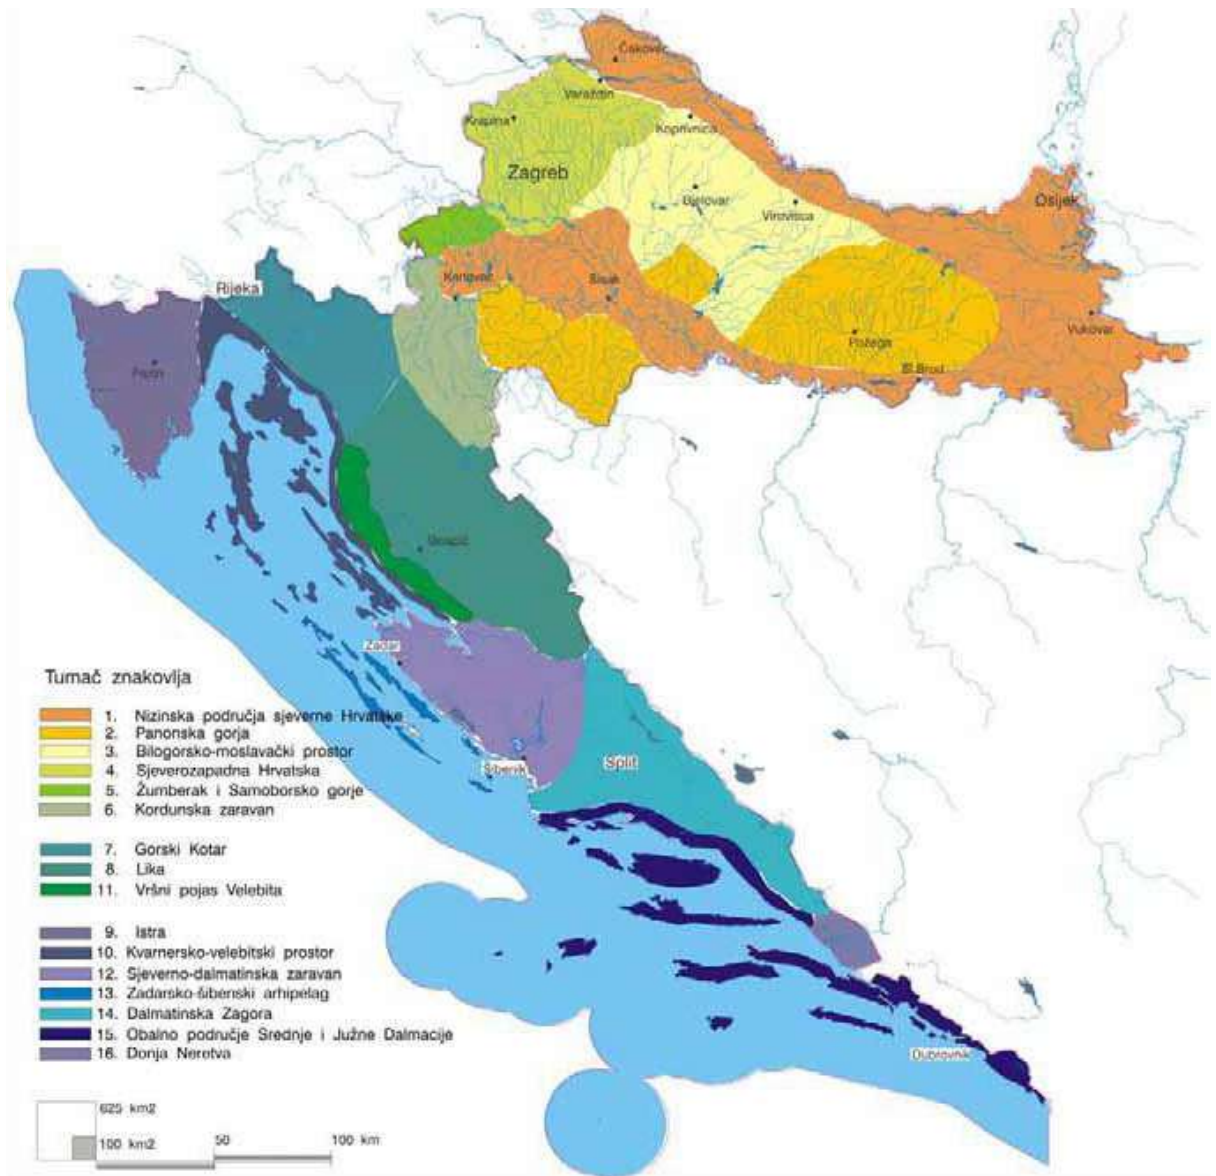 Čakovec
Varaždin
Krapina
Koprivnica
Zagreb
Bjelovar
Virovitica
Osijek
Karlovac
Sisak
Rijeka
Vukovar
Požega
Sl.Brod
Pazin
Gospić
Zadar
Šibenik
Split
Dubrovnik
Tumač znakovlja
1. Nizinska područja sjeverne Hrvatske
2. Panonska gorja
3. Bilogorsko-moslavački prostor
4. Sjeverozapadna Hrvatska
5. Žumberak i Samoborsko gorje
6. Kordunska zaravan
7. Gorski Kotar
8. Lika
11. Vršni pojas Velebita
9. Istra
10. Kvarnersko-velebitski prostor
12. Sjeverno-dalmatinska zaravan
13. Zadarsko-šibenski arhipelag
14. Dalmatinska Zagora
15. Obalno područje Srednje i Južne Dalmacije
16. Donja Neretva
625 km2
100 km2
50
100 km